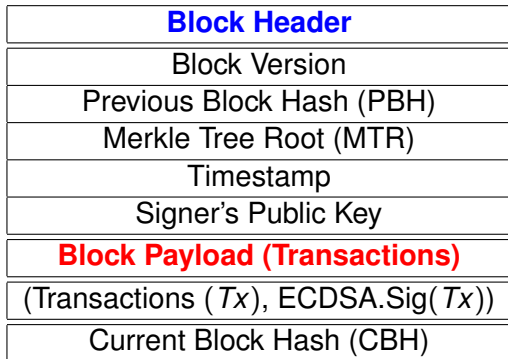 Block Header
Block Version
Previous Block Hash (PBH)
Merkle Tree Root (MTR)
Timestamp
Signer's Public Key
Block Payload (Transactions)
(Transactions (Tx), ECDSA.Sig(Tx))
Current Block Hash (CBH)